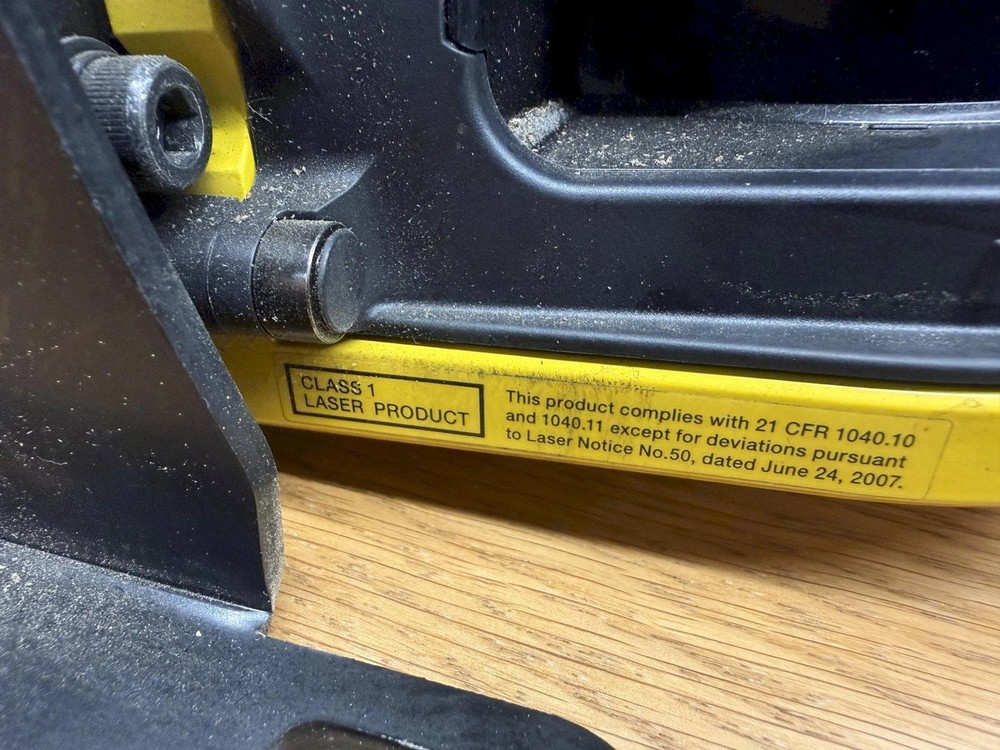 CLASS 1
LASER PRODUCT
This product complies with 21 CFR 1040.10
and 1040.11 except for deviations pursuant
to Laser Notice No.50, dated June 24, 2007.